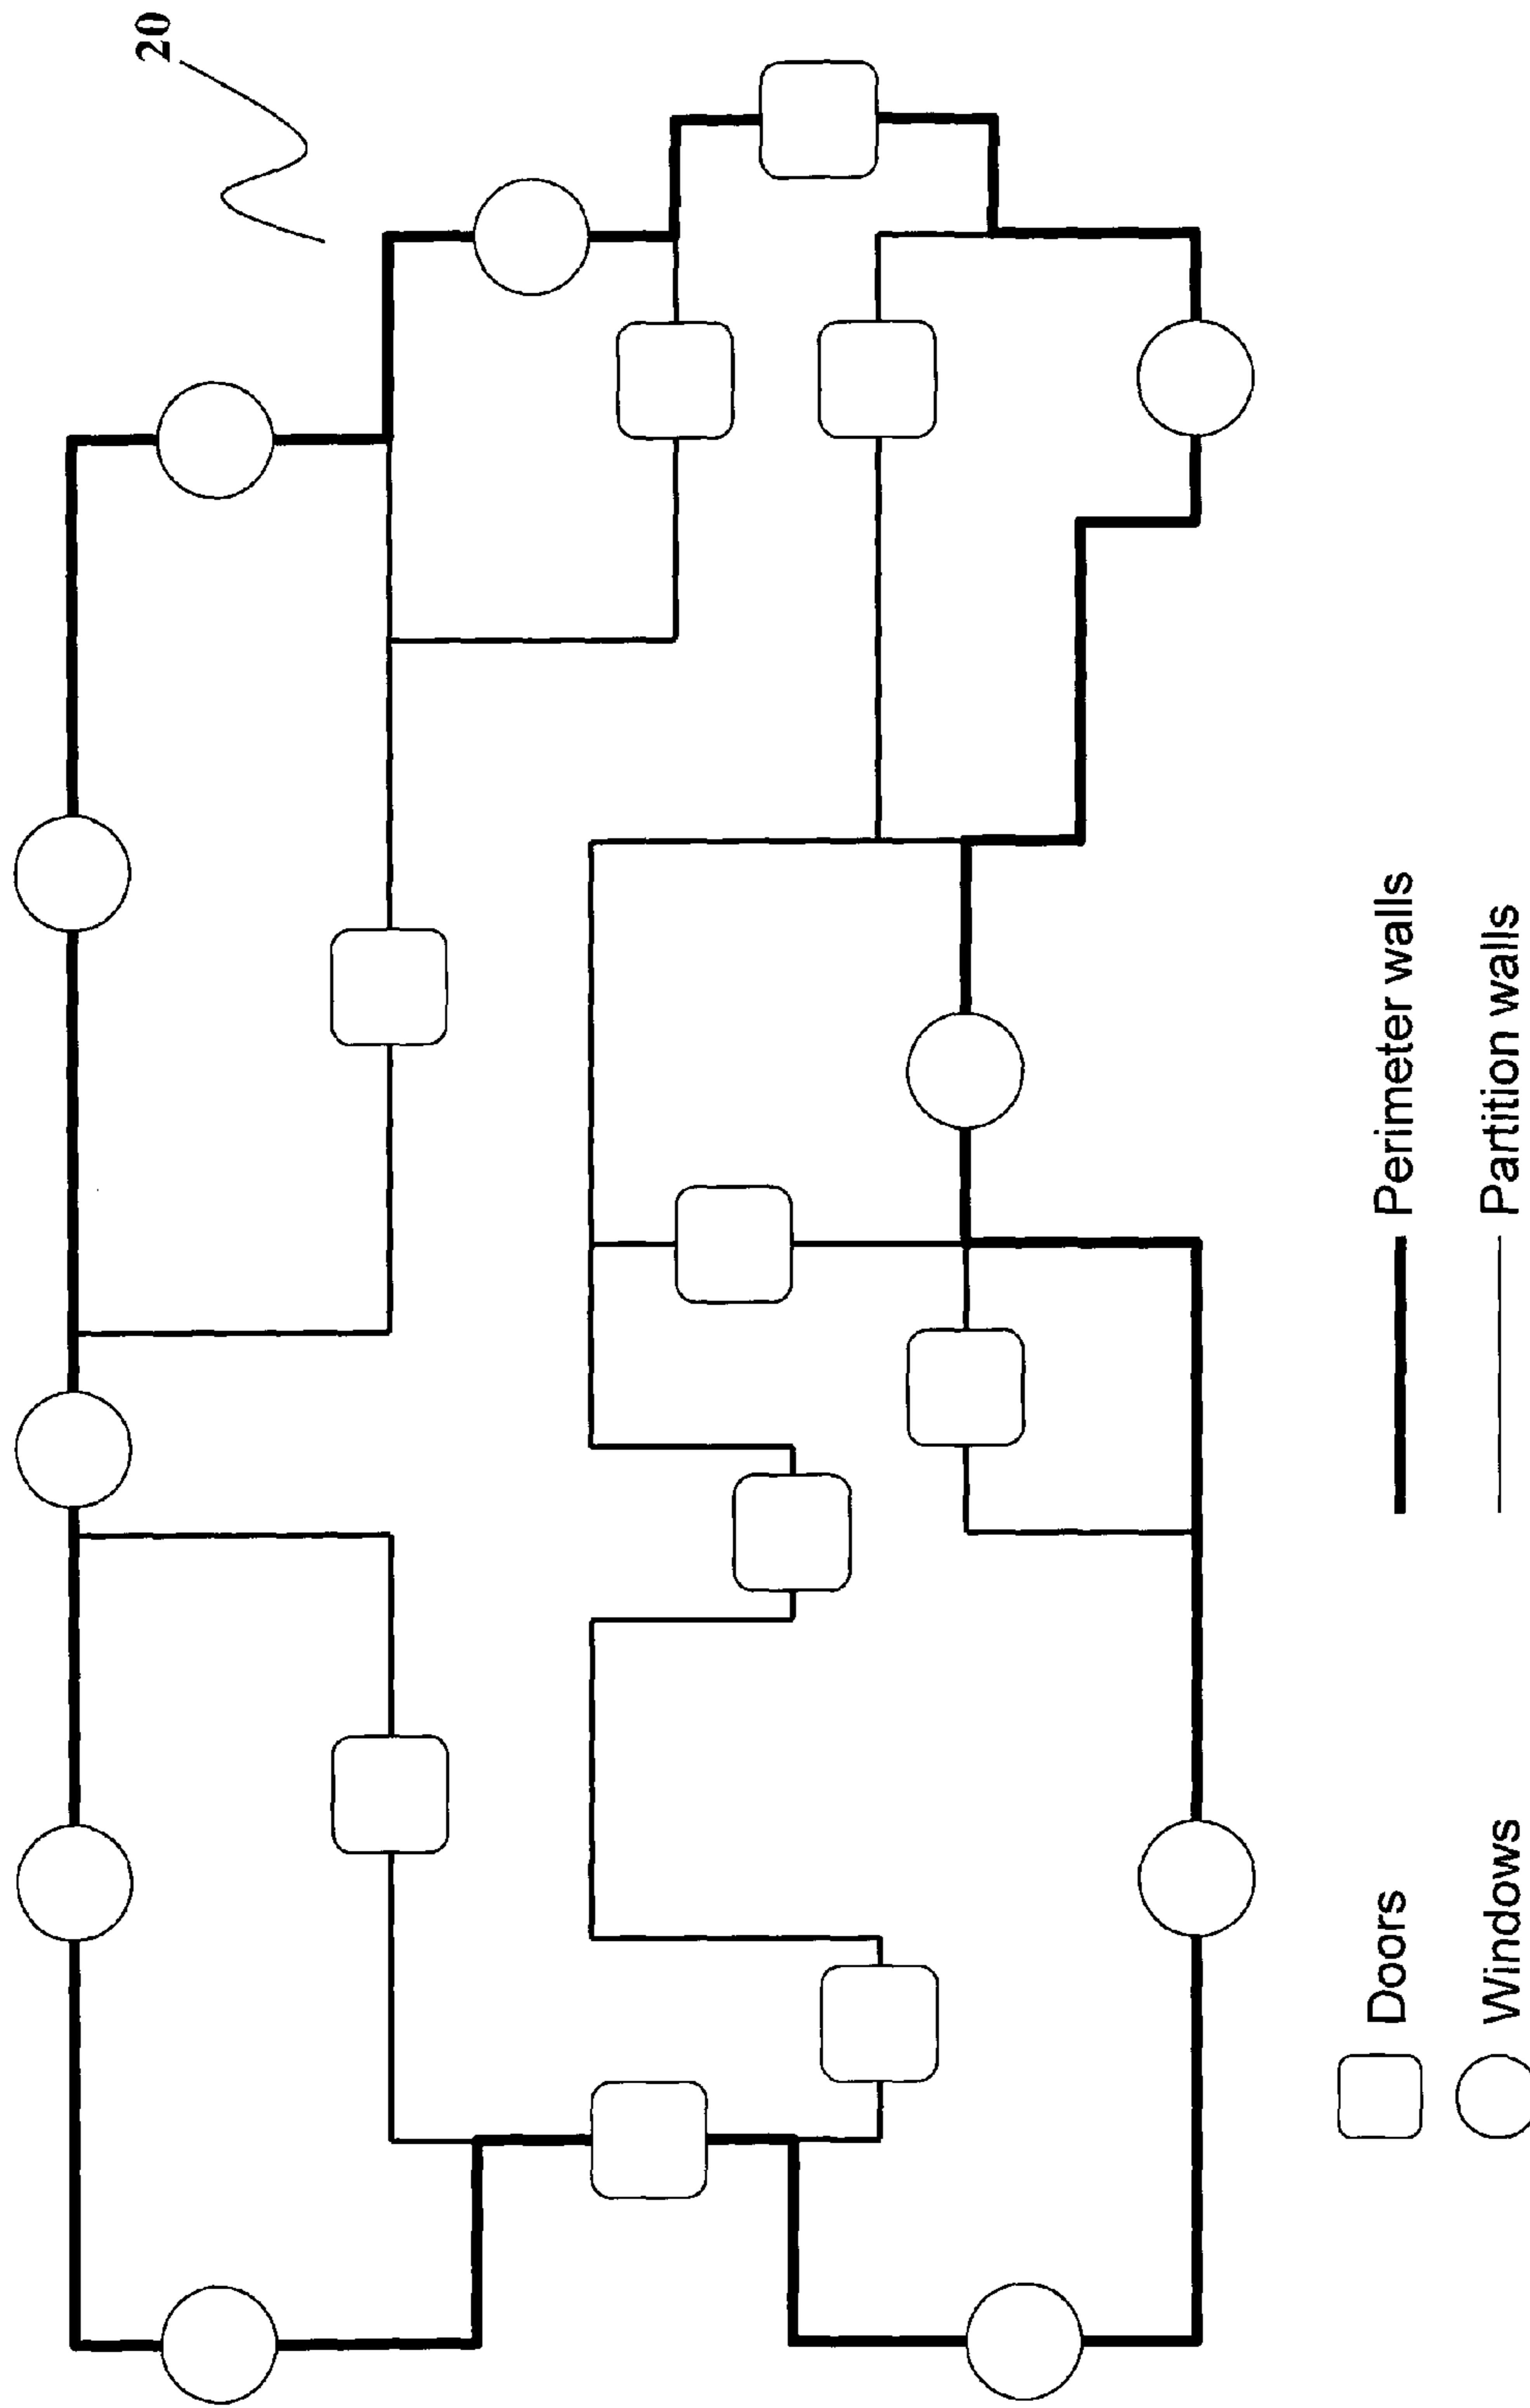 20
Doors
Windows
Perimeter walls
Partition walls